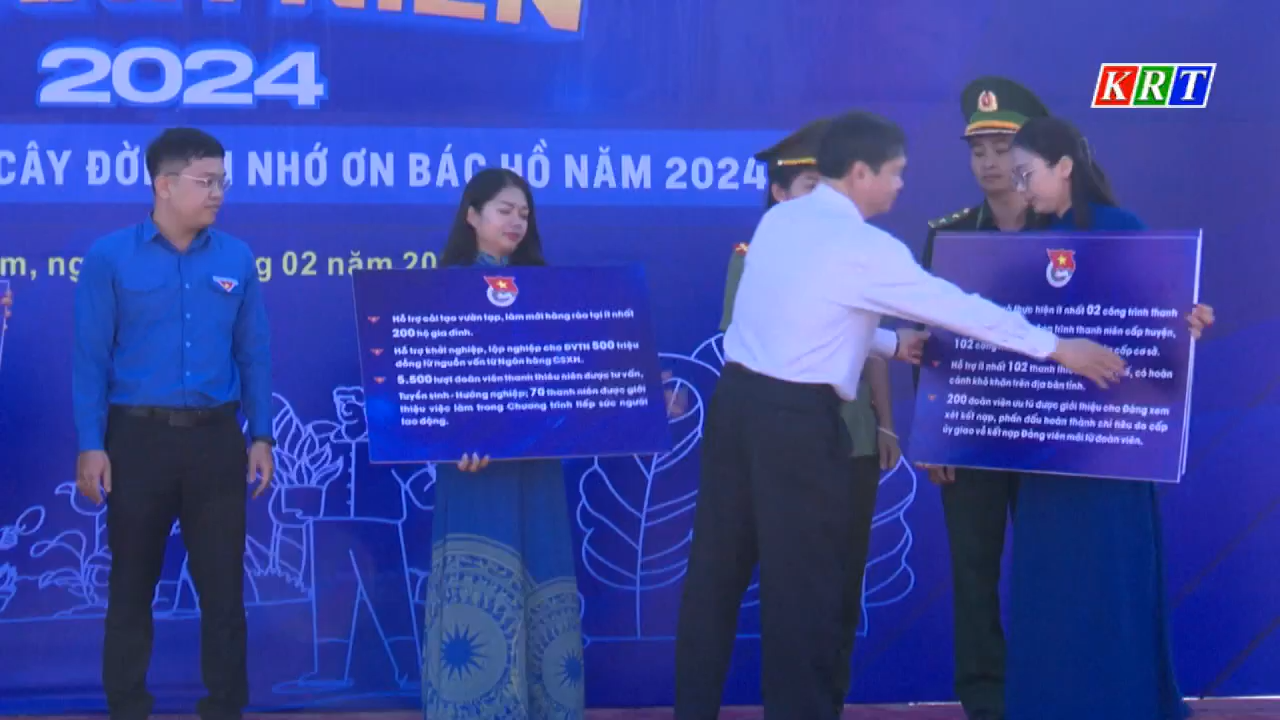 NIÊN
2024
KRT
CÂY ĐỜI NHỚ ƠN BÁC HỒ NĂM 2024
02 năm 20
Hỗ trợ cải tạo vườn tạp, làm mới hàng rào tại ít nhất
200 hộ gia đình.
Hỗ trợ khởi nghiệp, lập nghiệp cho ĐVTN 500 triệu
đồng từ nguồn vốn từ Ngân hàng CSXH.
5.500 lượt đoàn viên thanh thiếu niên được tư vấn,
Tuyển sinh - Hướng nghiệp; 70 thanh niên được giới
thiệu việc làm trong Chương trình tiếp sức người
lao động.
thực hiện ít nhất 02 công trình thanh
trình thanh niên cấp huyện,
102 công cấp cơ sở.
Hỗ trợ ít nhất 102 thanh có hoàn
cảnh khó khăn trên địa bàn tỉnh.
200 đoàn viên ưu tú được giới thiệu cho Đảng xem
xét kết nạp, phấn đấu hoàn thành chỉ tiêu do cấp
ủy giao về kết nạp Đảng viên mới từ đoàn viên.